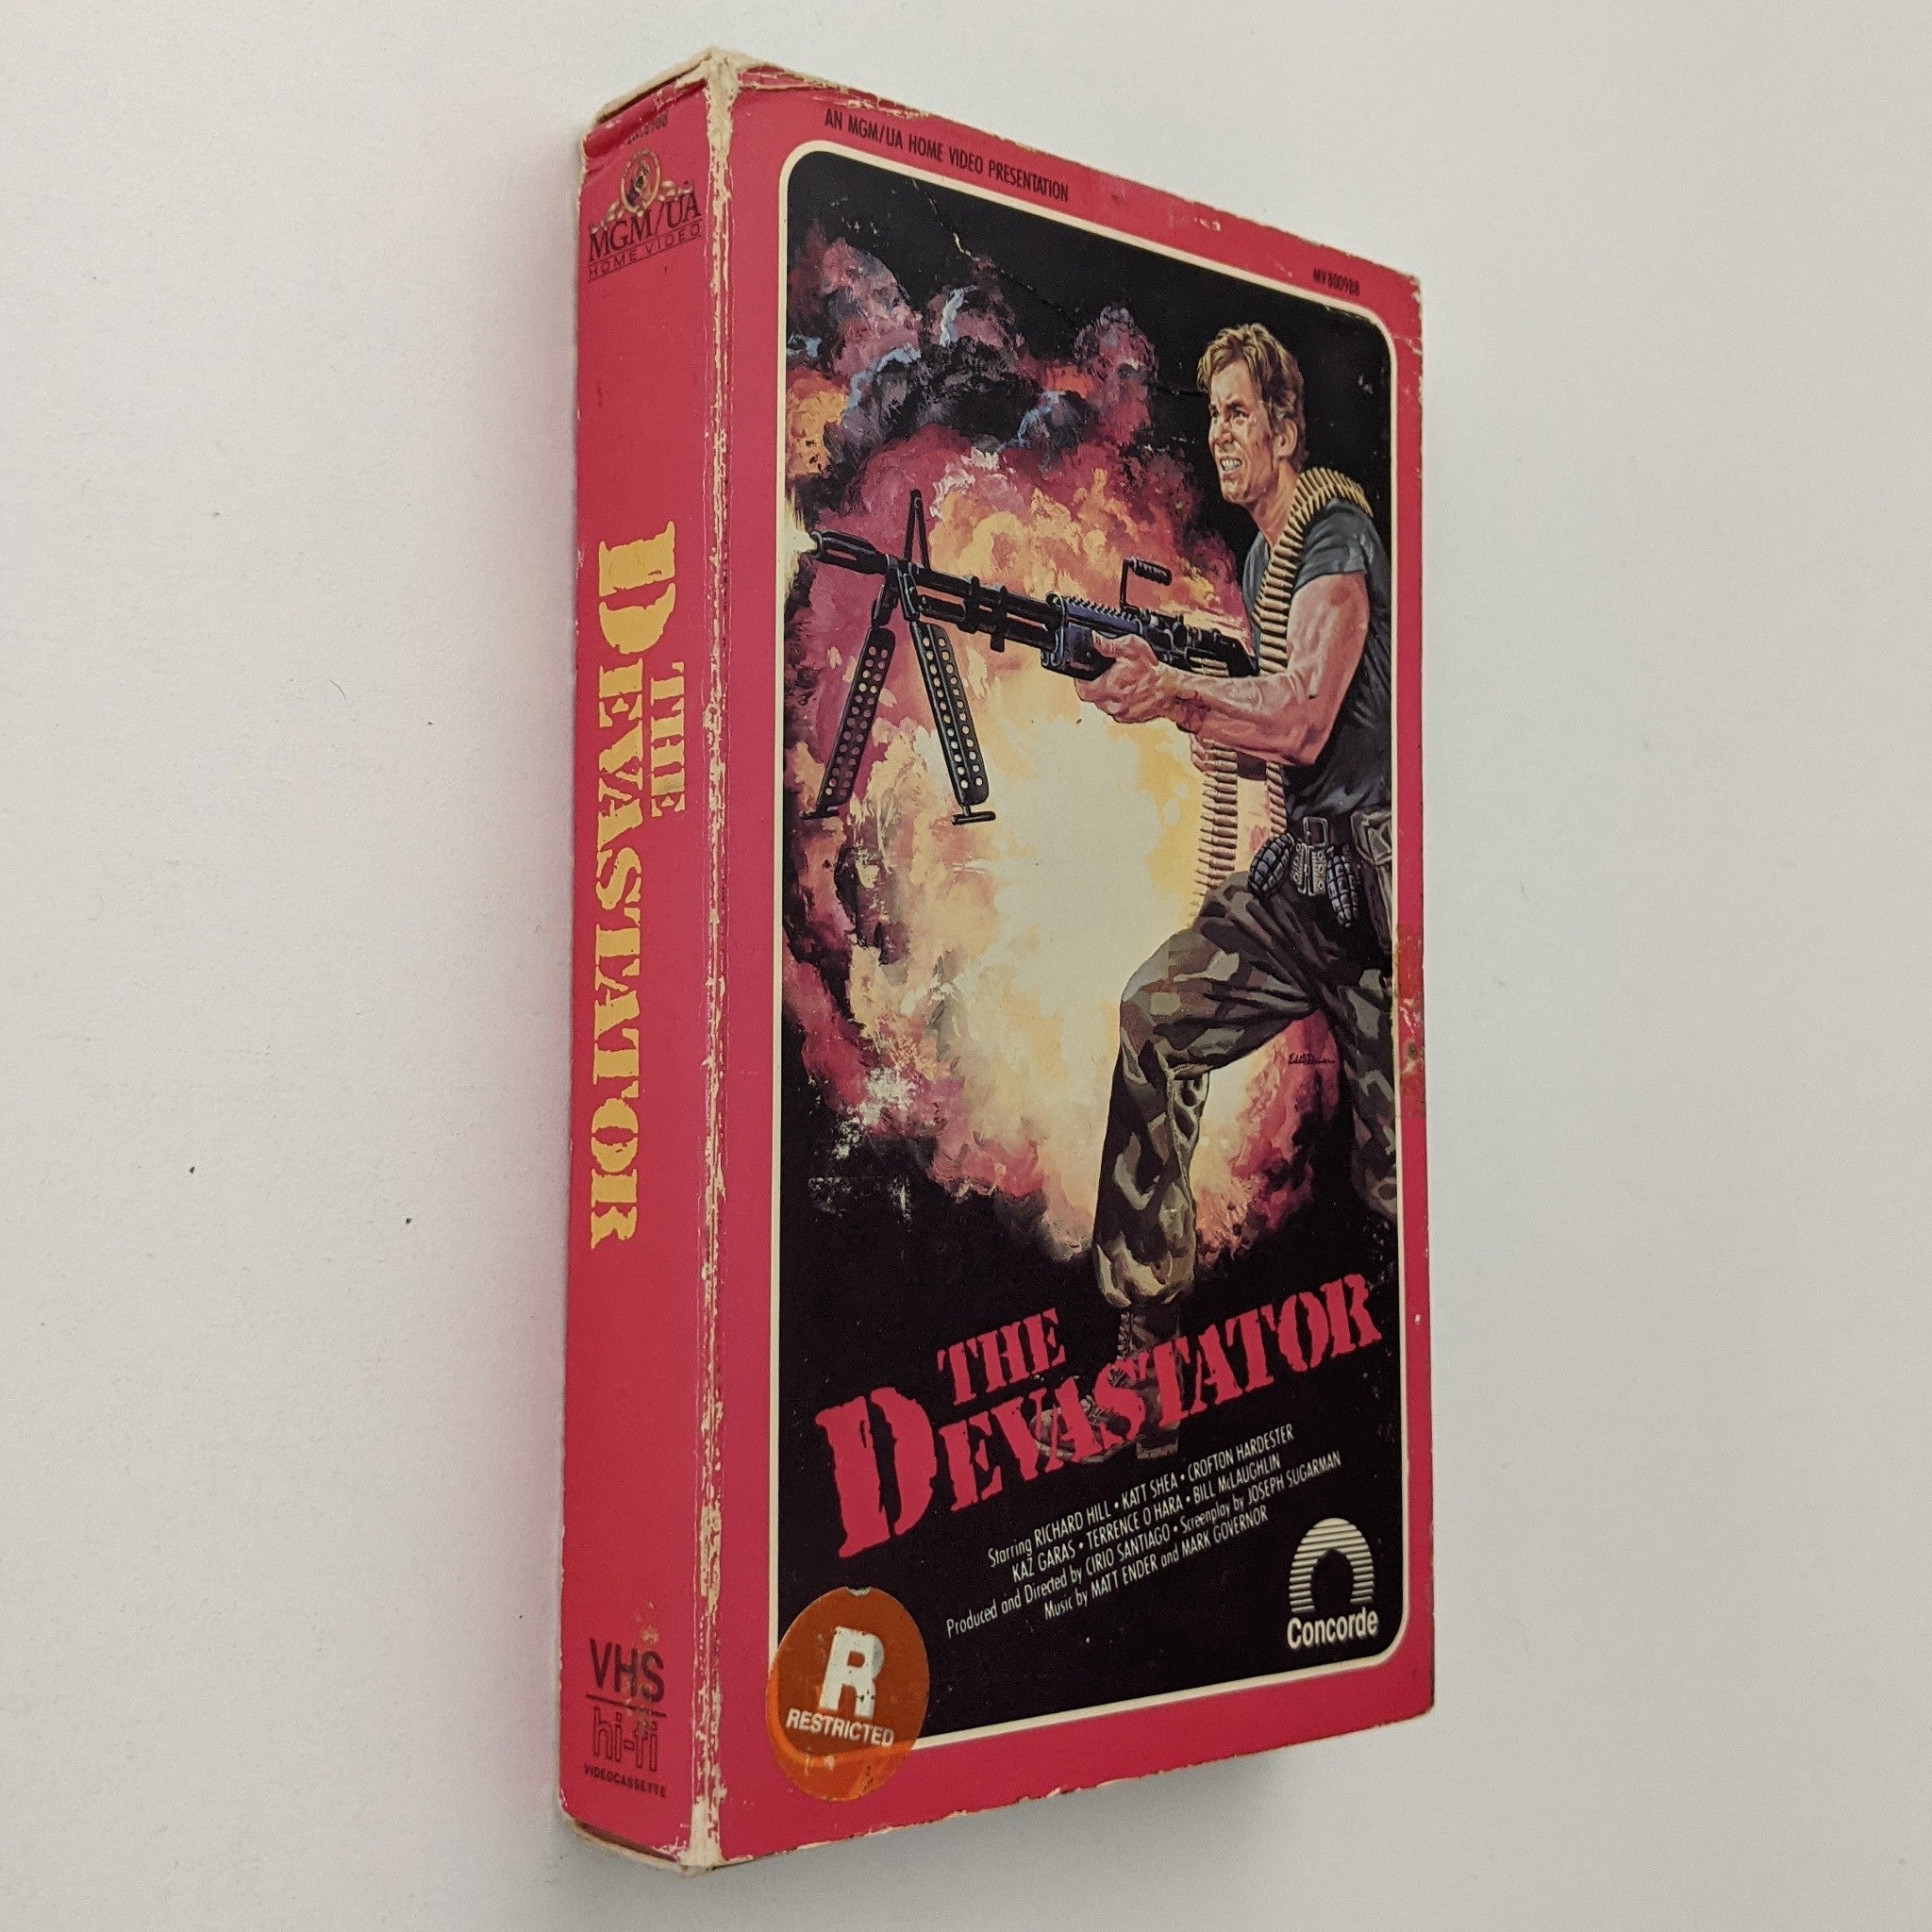 MGM/UA
HOME VIDEO
THE
DEVASTATOR
VHS
hi-fi
VIDEOCASSETTE
AN MGM/UA HOME VIDEO PRESENTATION
MV800988
THE
DEVASTATOR
Starring RICHARD HILL • KATT SHEA • CROFTON HARDESTER
KAZ GARAS • TERRENCE O HARA • BILL McLAUGHLIN
Produced and Directed by CIRIO SANTIAGO • Screenplay by JOSEPH SUGARMAN
Music by MATT ENDER and MARK GOVERNOR
R
RESTRICTED
Concorde